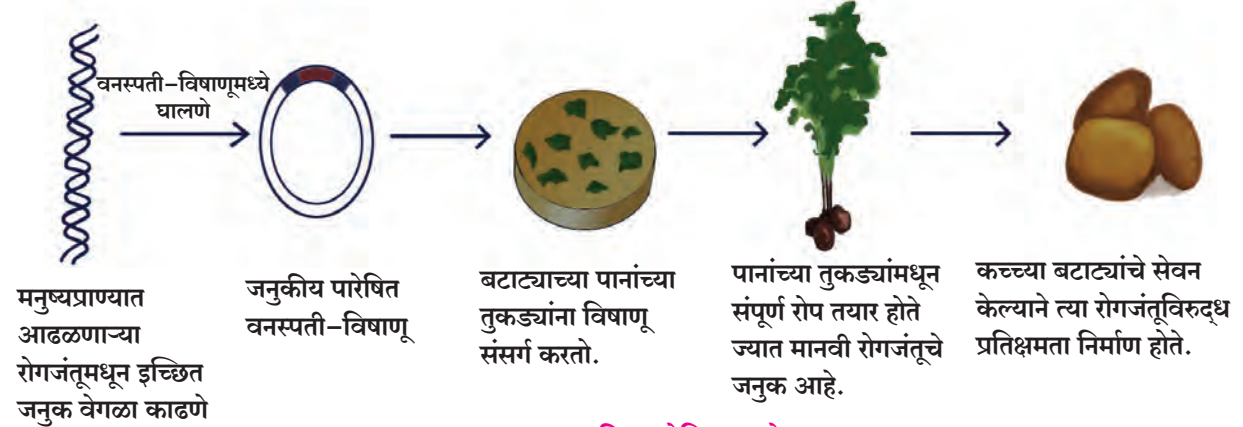 वनस्पती–विषाणूमध्ये
घालणे
मनुष्यप्राण्यात
आढळणाऱ्या
रोगजंतूमधून इच्छित
जनुक वेगळा काढणे
जनुकीय पारेषित
वनस्पती–विषाणू
बटाट्याच्या पानांच्या
तुकड्यांना विषाणू
संसर्ग करतो.
पानांच्या तुकड्यांमधून
संपूर्ण रोप तयार होते
ज्यात मानवी रोगजंतूचे
जनुक आहे.
कच्च्या बटाट्यांचे सेवन
केल्याने त्या रोगजंतूविरुद्ध
प्रतिक्षमता निर्माण होते.